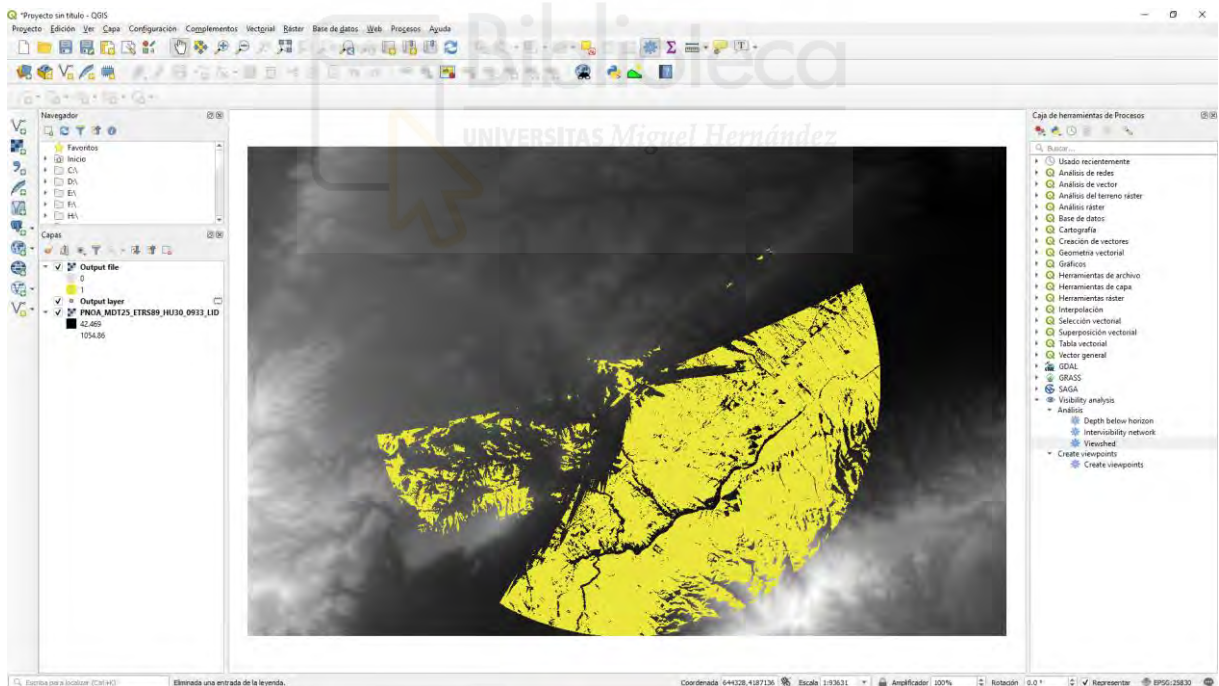 *Proyecto sin título - QGIS
Proyecto Edición Ver Capa Configuración Complementos Vectorial Ráster Base de datos Web Procesos Ayuda
Biblioteca
UNIVERSITAS Miguel Hernández
Navegador
Favoritos
Inicio
C:\
D:\
E:\
F:\
H:\
Capas
Output file
0
1
Output layer
PNOA_MDT25_ETRS89_HU30_0933_LID
42.469
1054.86
Caja de herramientas de Procesos
Buscar...
Usado recientemente
Análisis de redes
Análisis de vector
Análisis del terreno ráster
Análisis ráster
Base de datos
Cartografía
Creación de vectores
Geometría vectorial
Gráficos
Herramientas de archivo
Herramientas de capa
Herramientas ráster
Interpolación
Selección vectorial
Superposición vectorial
Tabla vectorial
Vector general
GDAL
GRASS
SAGA
Visibility analysis
Análisis
Depth below horizon
Intervisibility network
Viewshed
Create viewpoints
Create viewpoints
Escriba para localizar (Ctrl+K) Eliminada una entrada de la leyenda. Coordenada 644328,4187136 Escala 1:93631 Amplificador 100% Rotación 0.0 ° Representar EPSG:25830